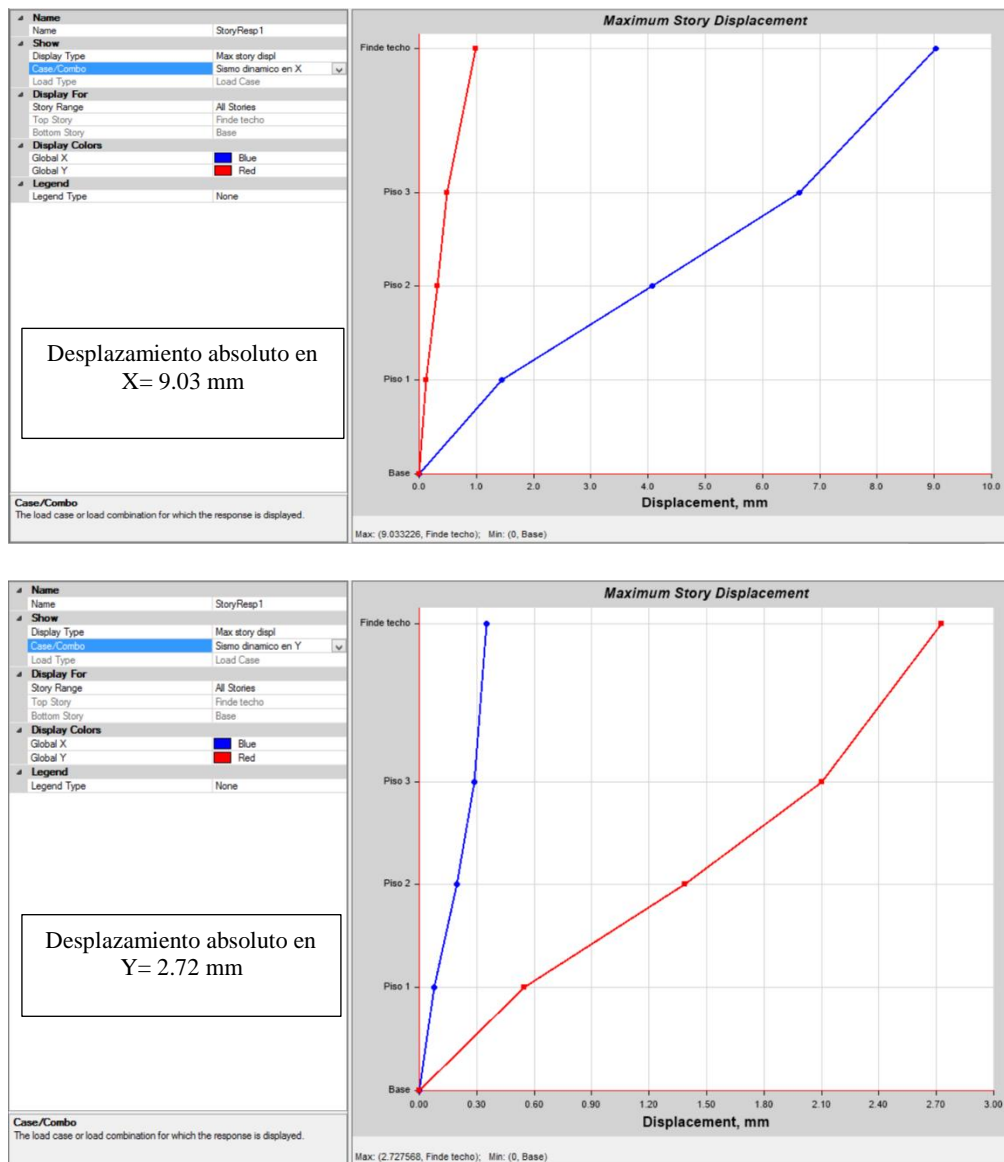 Name
Name StoryResp1
Show
Display Type Max story displ
Case/Combo Sismo dinamico en X
Load Type Load Case
Display For
Story Range All Stories
Top Story Finde techo
Bottom Story Base
Display Colors
Global X Blue
Global Y Red
Legend
Legend Type None
Desplazamiento absoluto en
X= 9.03 mm
Case/Combo
The load case or load combination for which the response is displayed.
Maximum Story Displacement
Finde techo
Piso 3
Piso 2
Piso 1
Base
0.0 1.0 2.0 3.0 4.0 5.0 6.0 7.0 8.0 9.0 10.0
Displacement, mm
Max: (9.033226, Finde techo); Min: (0, Base)
Name
Name StoryResp1
Show
Display Type Max story displ
Case/Combo Sismo dinamico en Y
Load Type Load Case
Display For
Story Range All Stories
Top Story Finde techo
Bottom Story Base
Display Colors
Global X Blue
Global Y Red
Legend
Legend Type None
Desplazamiento absoluto en
Y= 2.72 mm
Case/Combo
The load case or load combination for which the response is displayed.
Maximum Story Displacement
Finde techo
Piso 3
Piso 2
Piso 1
Base
0.00 0.30 0.60 0.90 1.20 1.50 1.80 2.10 2.40 2.70 3.00
Displacement, mm
Max: (2.727568, Finde techo); Min: (0, Base)